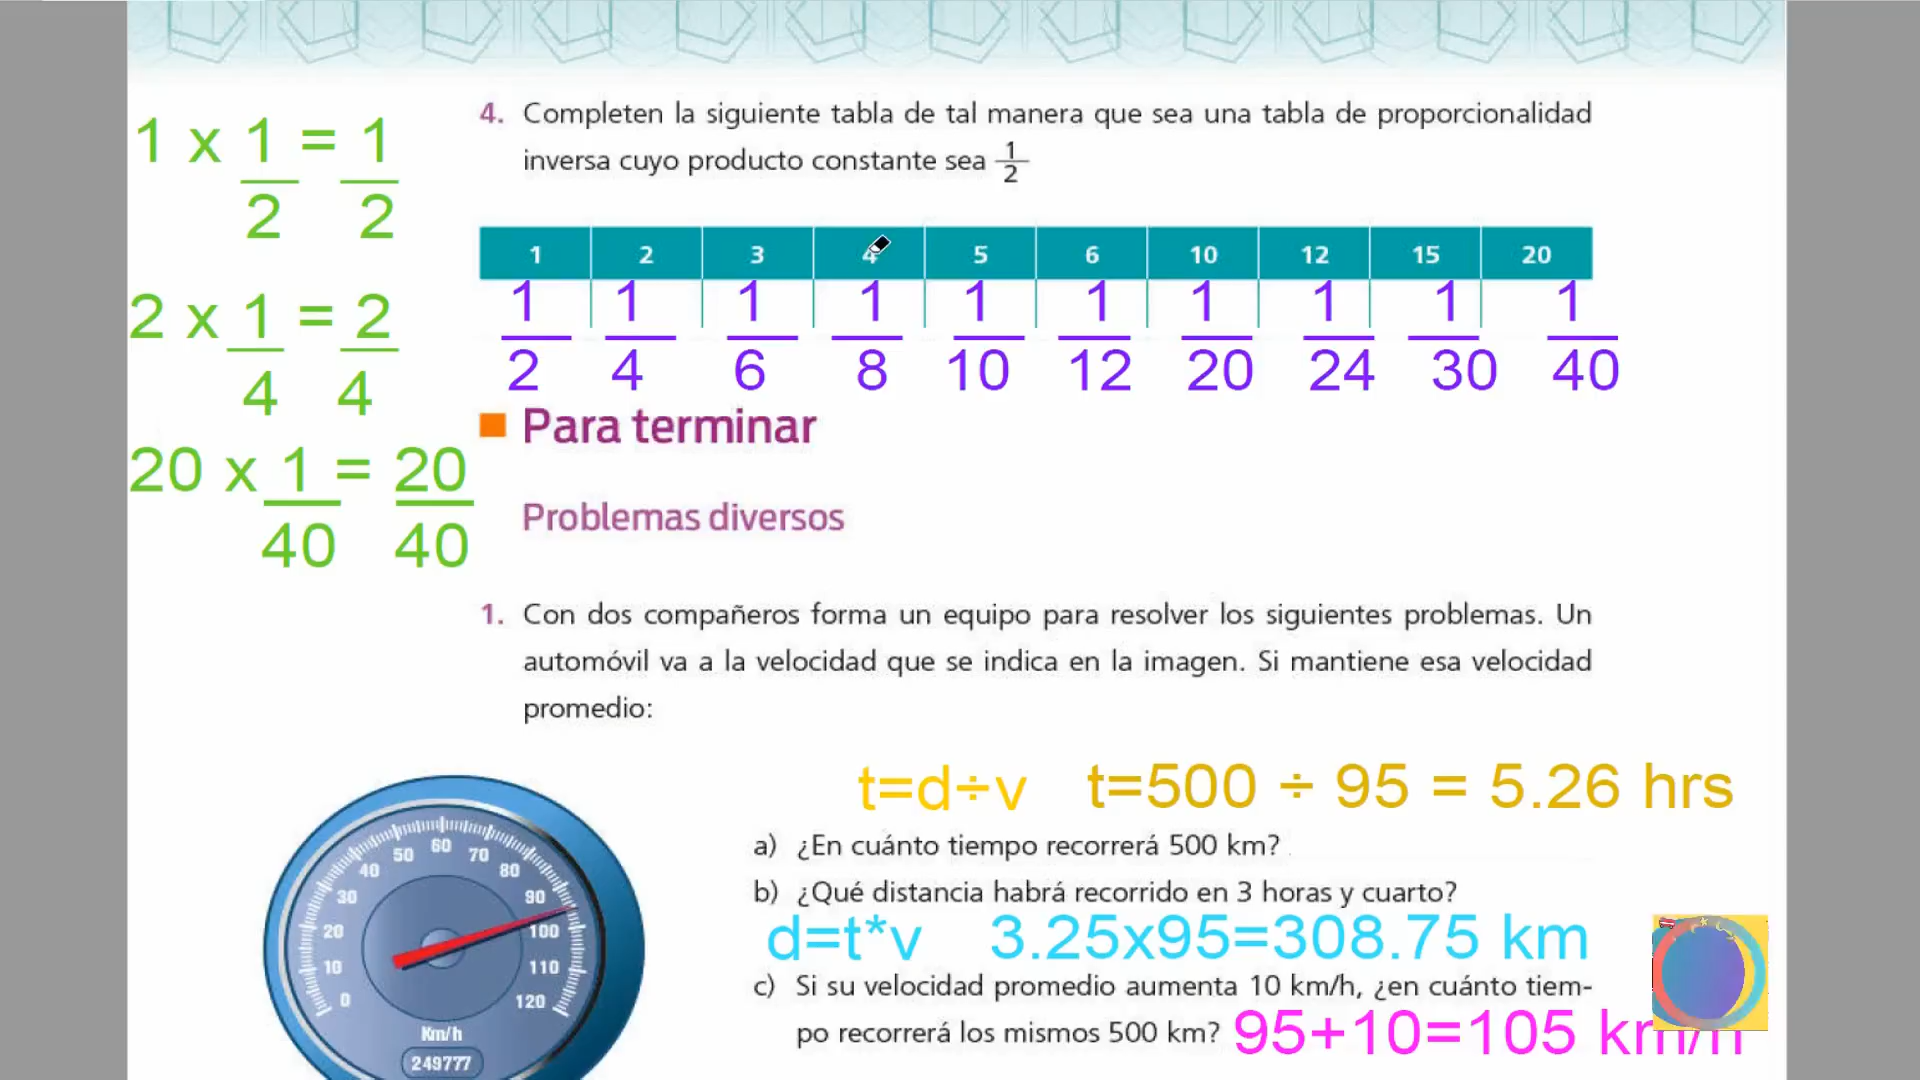 4. Completen la siguiente tabla de tal manera que sea una tabla de proporcionalidad
inversa cuyo producto constante sea 1/2
1 x 1/2 = 1/2
2 x 1/4 = 2/4
20 x 1/40 = 20/40
1 2 3 4 5 6 10 12 15 20
1/2 1/4 1/6 1/8 1/10 1/12 1/20 1/24 1/30 1/40
Para terminar
Problemas diversos
1. Con dos compañeros forma un equipo para resolver los siguientes problemas. Un
automóvil va a la velocidad que se indica en la imagen. Si mantiene esa velocidad
promedio:
t=d÷v t=500 ÷ 95 = 5.26 hrs
a) ¿En cuánto tiempo recorrerá 500 km?
b) ¿Qué distancia habrá recorrido en 3 horas y cuarto?
d=t*v 3.25x95=308.75 km
c) Si su velocidad promedio aumenta 10 km/h, ¿en cuánto tiem-
po recorrerá los mismos 500 km? 95+10=105 km/h
0 10 20 30 40 50 60 70 80 90 100 110 120
Km/h
249777